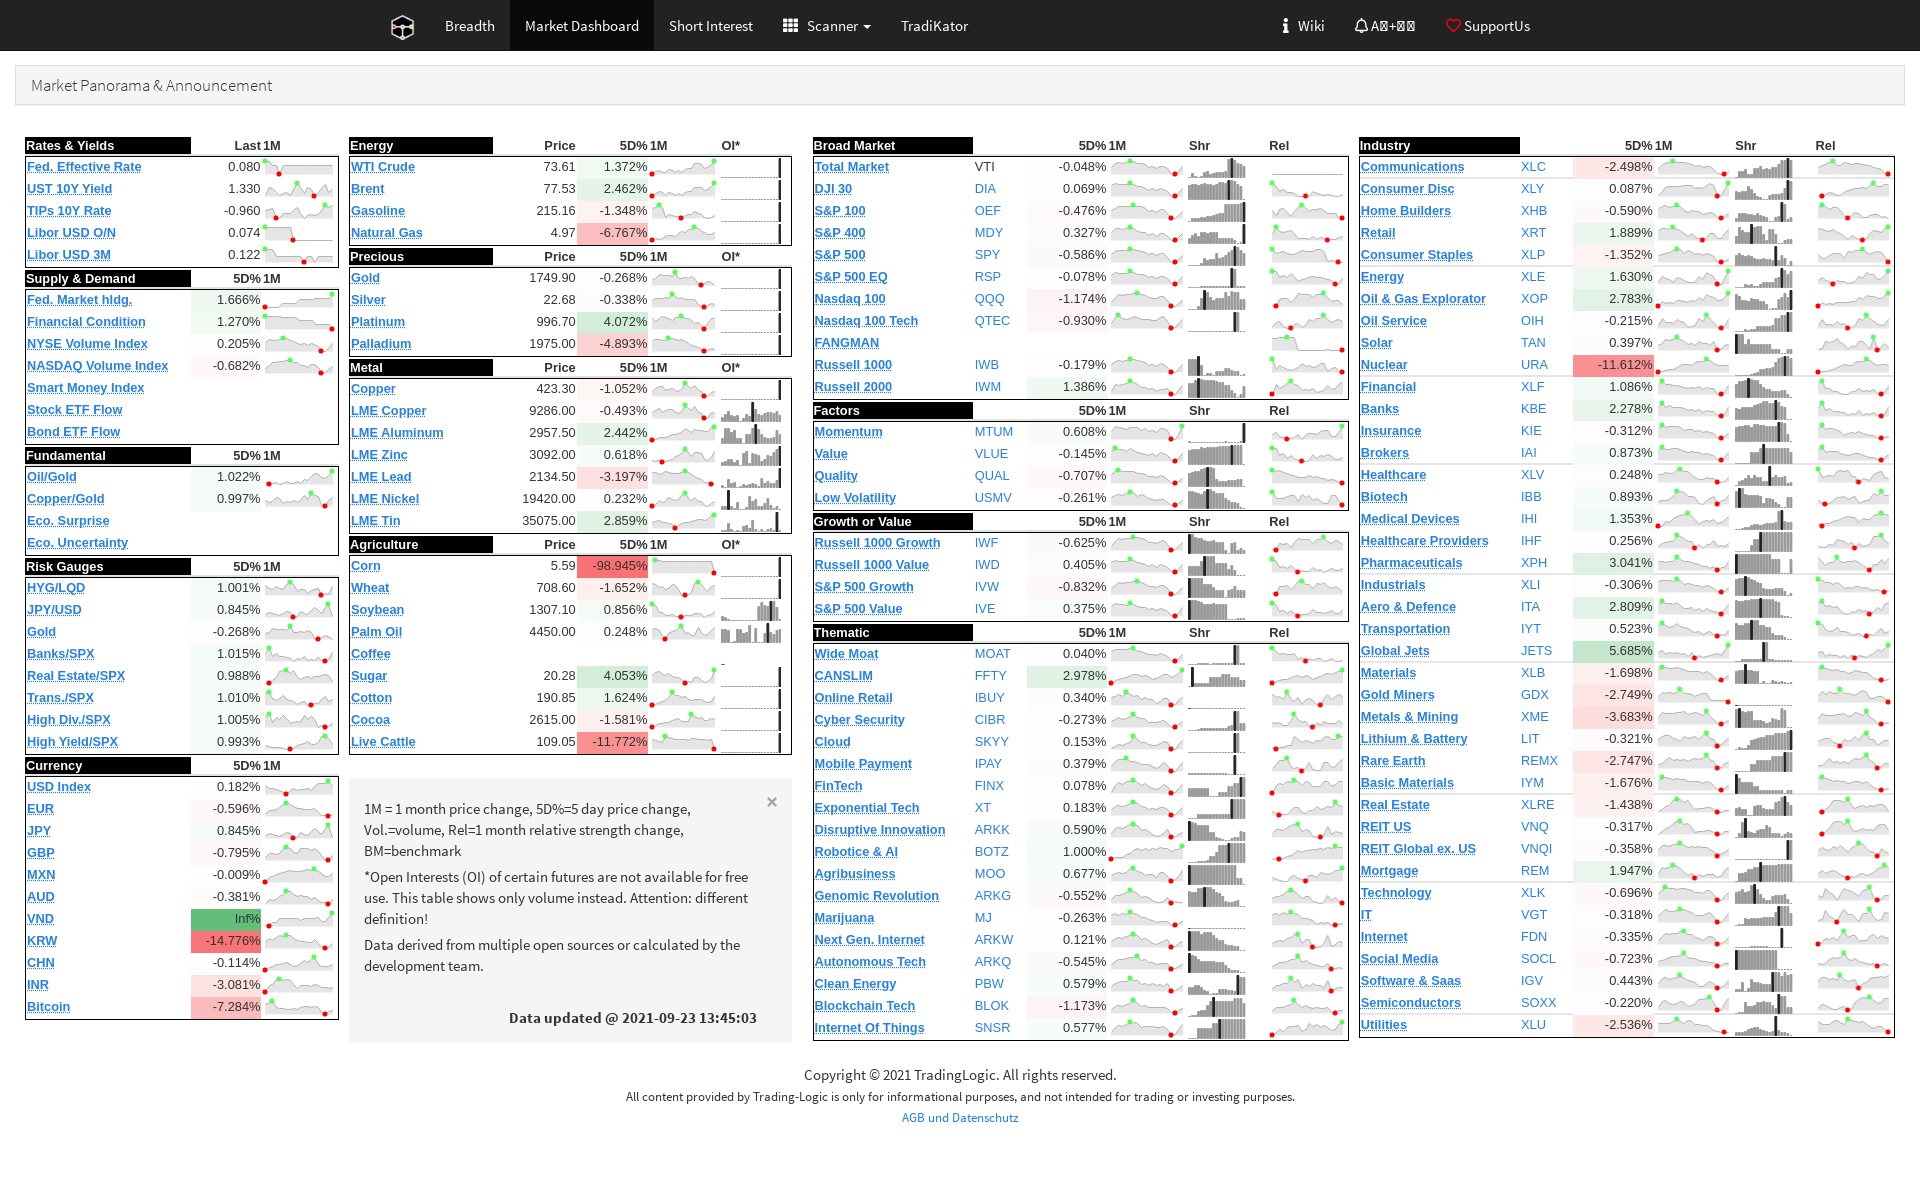 Breadth
Market Dashboard
Short Interest
Scanner
TradiKator
Wiki
SupportUs
Market Panorama & Announcement
Rates & Yields Last 1M
Fed. Effective Rate 0.080
UST 10Y Yield 1.330
TIPs 10Y Rate -0.960
Libor USD O/N 0.074
Libor USD 3M 0.122
Supply & Demand 5D% 1M
Fed. Market hldg. 1.666%
Financial Condition 1.270%
NYSE Volume Index 0.205%
NASDAQ Volume Index -0.682%
Smart Money Index
Stock ETF Flow
Bond ETF Flow
Fundamental 5D% 1M
Oil/Gold 1.022%
Copper/Gold 0.997%
Eco. Surprise
Eco. Uncertainty
Risk Gauges 5D% 1M
HYG/LQD 1.001%
JPY/USD 0.845%
Gold -0.268%
Banks/SPX 1.015%
Real Estate/SPX 0.988%
Trans./SPX 1.010%
High Div./SPX 1.005%
High Yield/SPX 0.993%
Currency 5D% 1M
USD Index 0.182%
EUR -0.596%
JPY 0.845%
GBP -0.795%
MXN -0.009%
AUD -0.381%
VND Inf%
KRW -14.776%
CHN -0.114%
INR -3.081%
Bitcoin -7.284%
Energy Price 5D% 1M OI*
WTI Crude 73.61 1.372%
Brent 77.53 2.462%
Gasoline 215.16 -1.348%
Natural Gas 4.97 -6.767%
Precious Price 5D% 1M OI*
Gold 1749.90 -0.268%
Silver 22.68 -0.338%
Platinum 996.70 4.072%
Palladium 1975.00 -4.893%
Metal Price 5D% 1M OI*
Copper 423.30 -1.052%
LME Copper 9286.00 -0.493%
LME Aluminum 2957.50 2.442%
LME Zinc 3092.00 0.618%
LME Lead 2134.50 -3.197%
LME Nickel 19420.00 0.232%
LME Tin 35075.00 2.859%
Agriculture Price 5D% 1M OI*
Corn 5.59 -98.945%
Wheat 708.60 -1.652%
Soybean 1307.10 0.856%
Palm Oil 4450.00 0.248%
Coffee -
Sugar 20.28 4.053%
Cotton 190.85 1.624%
Cocoa 2615.00 -1.581%
Live Cattle 109.05 -11.772%
×
1M = 1 month price change, 5D%=5 day price change,
Vol.=volume, Rel=1 month relative strength change,
BM=benchmark
*Open Interests (OI) of certain futures are not available for free
use. This table shows only volume instead. Attention: different
definition!
Data derived from multiple open sources or calculated by the
development team.
Data updated @ 2021-09-23 13:45:03
Broad Market 5D% 1M Shr Rel
Total Market VTI -0.048%
DJI 30 DIA 0.069%
S&P 100 OEF -0.476%
S&P 400 MDY 0.327%
S&P 500 SPY -0.586%
S&P 500 EQ RSP -0.078%
Nasdaq 100 QQQ -1.174%
Nasdaq 100 Tech QTEC -0.930%
FANGMAN
Russell 1000 IWB -0.179%
Russell 2000 IWM 1.386%
Factors 5D% 1M Shr Rel
Momentum MTUM 0.608%
Value VLUE -0.145%
Quality QUAL -0.707%
Low Volatility USMV -0.261%
Growth or Value 5D% 1M Shr Rel
Russell 1000 Growth IWF -0.625%
Russell 1000 Value IWD 0.405%
S&P 500 Growth IVW -0.832%
S&P 500 Value IVE 0.375%
Thematic 5D% 1M Shr Rel
Wide Moat MOAT 0.040%
CANSLIM FFTY 2.978%
Online Retail IBUY 0.340%
Cyber Security CIBR -0.273%
Cloud SKYY 0.153%
Mobile Payment IPAY 0.379%
FinTech FINX 0.078%
Exponential Tech XT 0.183%
Disruptive Innovation ARKK 0.590%
Robotice & AI BOTZ 1.000%
Agribusiness MOO 0.677%
Genomic Revolution ARKG -0.552%
Marijuana MJ -0.263%
Next Gen. Internet ARKW 0.121%
Autonomous Tech ARKQ -0.545%
Clean Energy PBW 0.579%
Blockchain Tech BLOK -1.173%
Internet Of Things SNSR 0.577%
Industry 5D% 1M Shr Rel
Communications XLC -2.498%
Consumer Disc XLY 0.087%
Home Builders XHB -0.590%
Retail XRT 1.889%
Consumer Staples XLP -1.352%
Energy XLE 1.630%
Oil & Gas Explorator XOP 2.783%
Oil Service OIH -0.215%
Solar TAN 0.397%
Nuclear URA -11.612%
Financial XLF 1.086%
Banks KBE 2.278%
Insurance KIE -0.312%
Brokers IAI 0.873%
Healthcare XLV 0.248%
Biotech IBB 0.893%
Medical Devices IHI 1.353%
Healthcare Providers IHF 0.256%
Pharmaceuticals XPH 3.041%
Industrials XLI -0.306%
Aero & Defence ITA 2.809%
Transportation IYT 0.523%
Global Jets JETS 5.685%
Materials XLB -1.698%
Gold Miners GDX -2.749%
Metals & Mining XME -3.683%
Lithium & Battery LIT -0.321%
Rare Earth REMX -2.747%
Basic Materials IYM -1.676%
Real Estate XLRE -1.438%
REIT US VNQ -0.317%
REIT Global ex. US VNQI -0.358%
Mortgage REM 1.947%
Technology XLK -0.696%
IT VGT -0.318%
Internet FDN -0.335%
Social Media SOCL -0.723%
Software & Saas IGV 0.443%
Semiconductors SOXX -0.220%
Utilities XLU -2.536%
Copyright © 2021 TradingLogic. All rights reserved.
All content provided by Trading-Logic is only for informational purposes, and not intended for trading or investing purposes.
AGB und Datenschutz